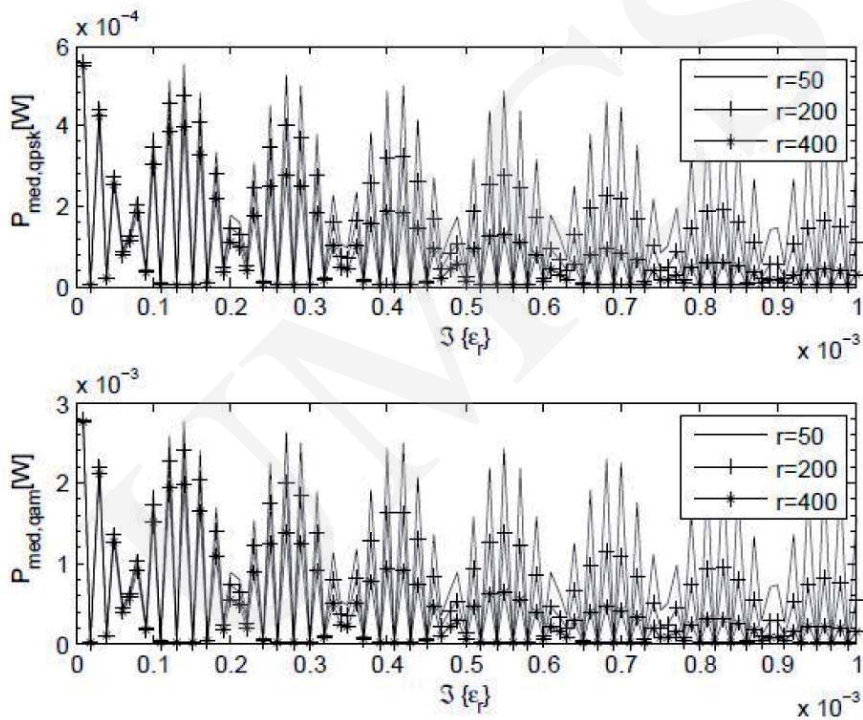 x 10⁻⁴
6
4
2
0
P_med,qpsk[W]
r=50
r=200
r=400
0 0.1 0.2 0.3 0.4 0.5 0.6 0.7 0.8 0.9 1
ℑ {ε_r}
x 10⁻³
x 10⁻³
3
2
1
0
P_med,qam[W]
r=50
r=200
r=400
0 0.1 0.2 0.3 0.4 0.5 0.6 0.7 0.8 0.9 1
ℑ {ε_r}
x 10⁻³
UMCS